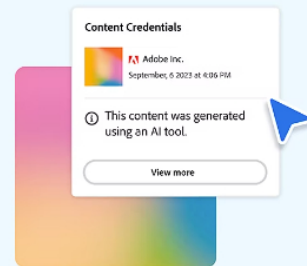 Content Credentials
Adobe Inc.
September, 6 2023 at 4:06 PM
This content was generated
using an AI tool.
View more